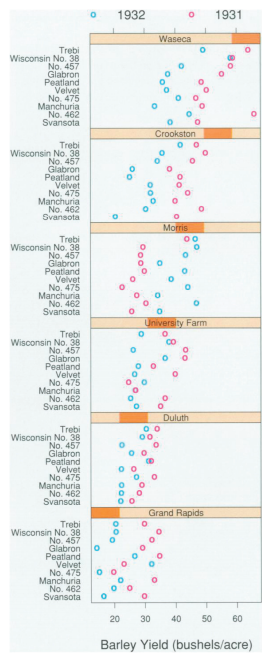 1932 1931
Waseca
Trebi
Wisconsin No. 38
No. 457
Glabron
Peatland
Velvet
No. 475
Manchuria
No. 462
Svansota
Crookston
Trebi
Wisconsin No. 38
No. 457
Glabron
Peatland
Velvet
No. 475
Manchuria
No. 462
Svansota
Morris
Trebi
Wisconsin No. 38
No. 457
Glabron
Peatland
Velvet
No. 475
Manchuria
No. 462
Svansota
University Farm
Trebi
Wisconsin No. 38
No. 457
Glabron
Peatland
Velvet
No. 475
Manchuria
No. 462
Svansota
Duluth
Trebi
Wisconsin No. 38
No. 457
Glabron
Peatland
Velvet
No. 475
Manchuria
No. 462
Svansota
Grand Rapids
Trebi
Wisconsin No. 38
No. 457
Glabron
Peatland
Velvet
No. 475
Manchuria
No. 462
Svansota
20 30 40 50 60
Barley Yield (bushels/acre)